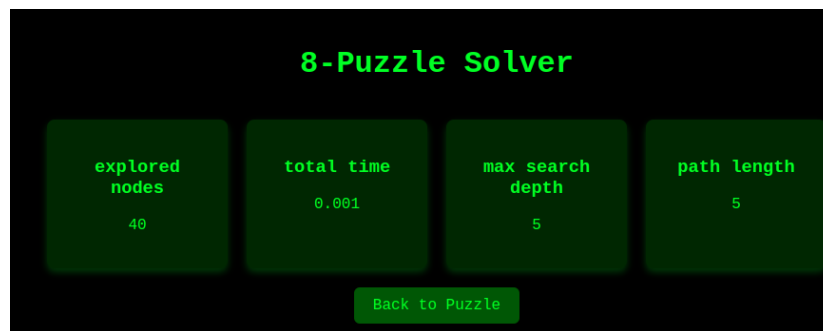 8-Puzzle Solver
explored
nodes
40
total time
0.001
max search
depth
5
path length
5
Back to Puzzle